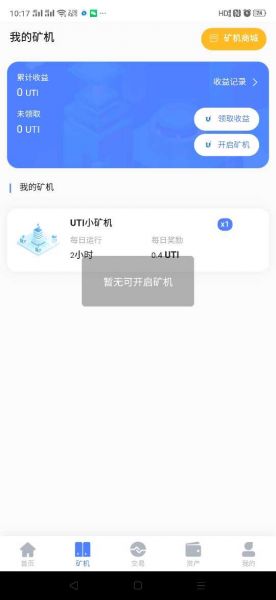 10:17
HD
我的矿机
矿机商城
累计收益
0 UTI
收益记录 >
未领取
0 UTI
领取收益
开启矿机
我的矿机
UTI小矿机
x1
每日运行
每日奖励
2小时
0.4 UTI
暂无可开启矿机
首页
矿机
交易
资产
我的